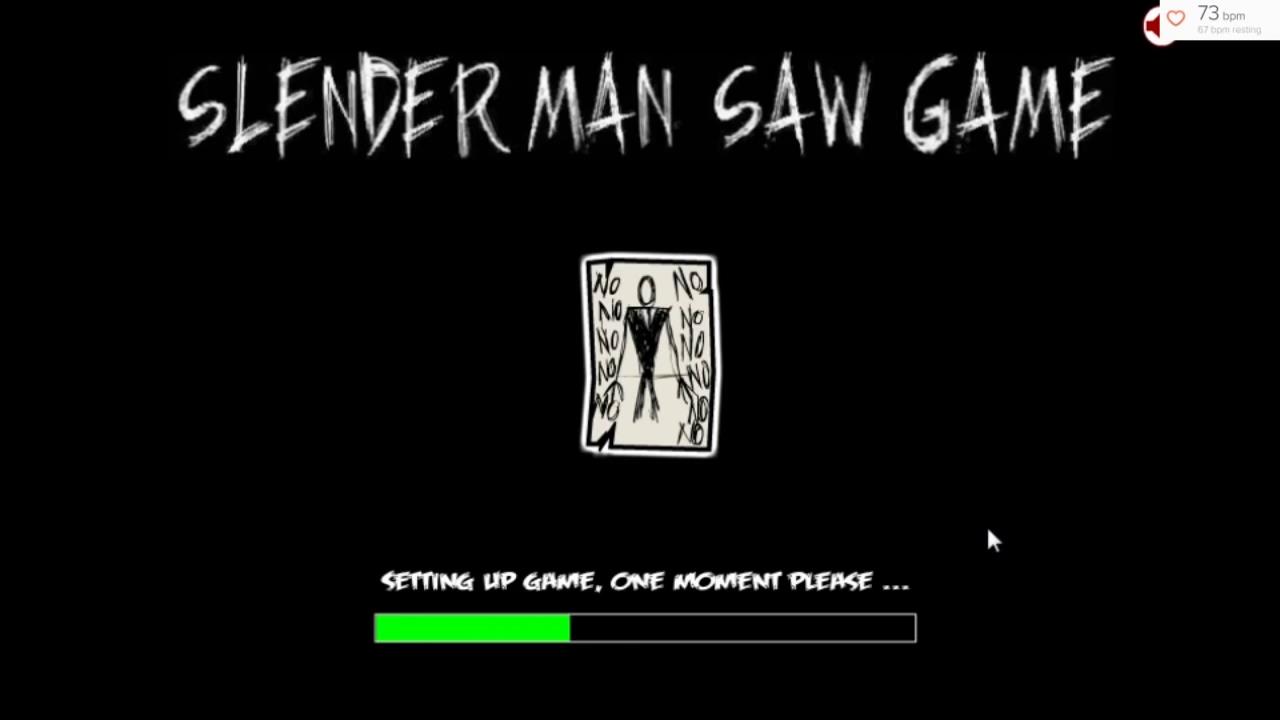 73 bpm
67 bpm resting
SLENDER MAN SAW GAME
NO NO
NO NO
NO NO
NO NO
NO NO
NO
SETTING UP GAME, ONE MOMENT PLEASE ...